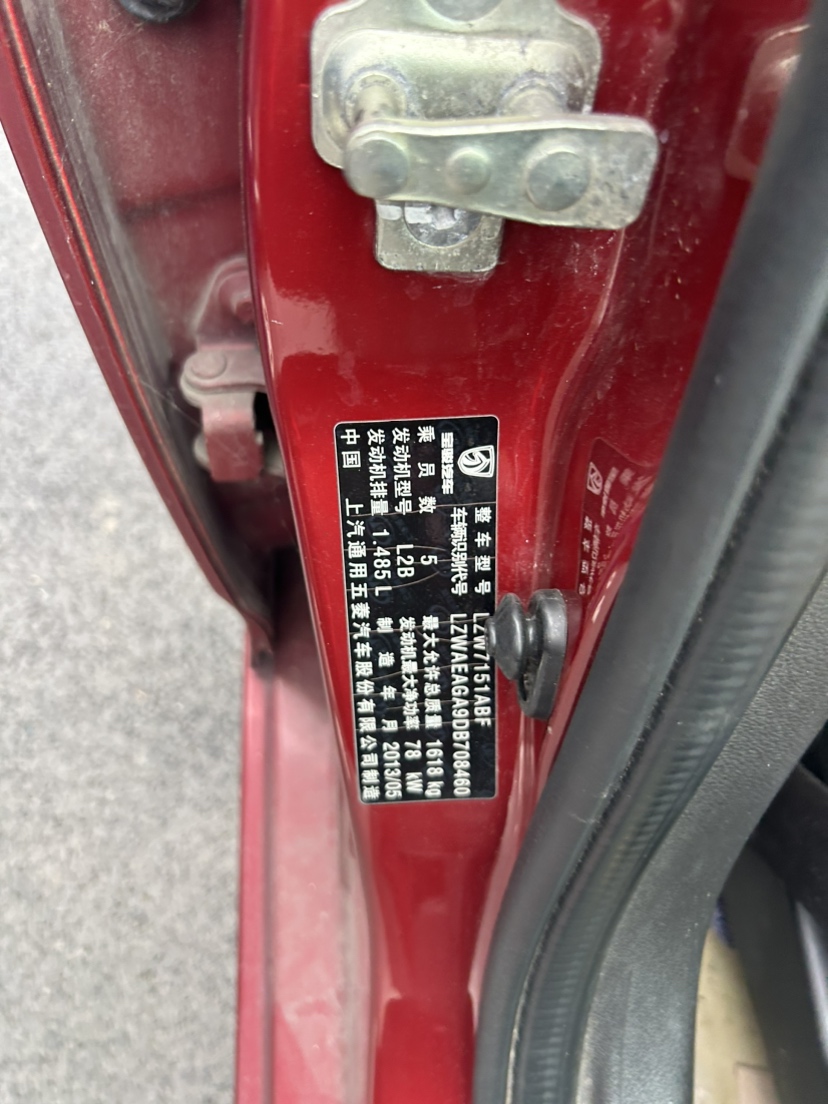 宝骏汽车
整车型号 LZW7151ABF
车辆识别代号 LZWAEAGA9DB708460
乘员数 5 最大允许总质量 1618 kg
发动机型号 L2B 发动机最大净功率 78 kW
发动机排量 1.485 L 制造年月 2013/05
中国 上汽通用五菱汽车股份有限公司制造